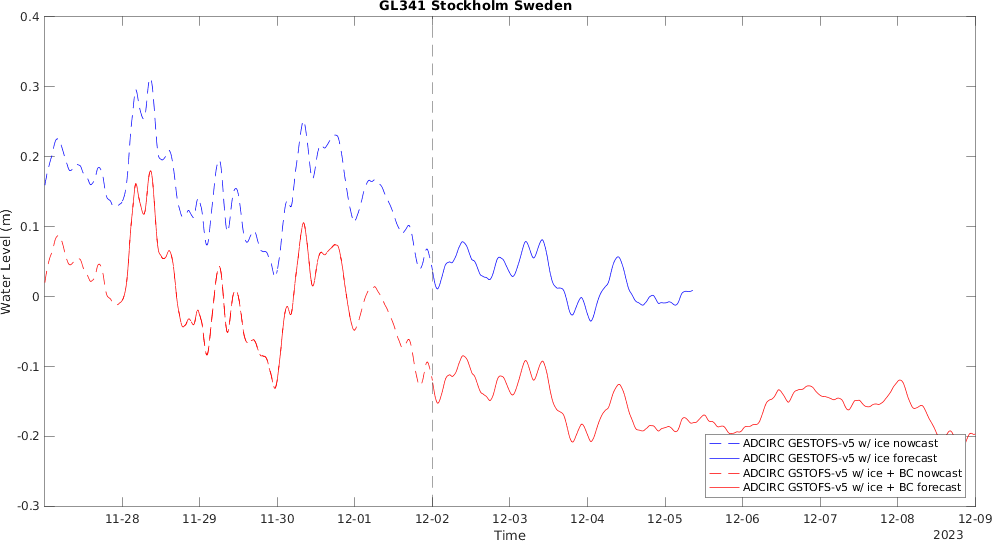 GL341 Stockholm Sweden
0.4
0.3
0.2
0.1
0
-0.1
-0.2
-0.3
Water Level (m)
ADCIRC GESTOFS-v5 w/ ice nowcast
ADCIRC GESTOFS-v5 w/ ice forecast
ADCIRC GSTOFS-v5 w/ ice + BC nowcast
ADCIRC GSTOFS-v5 w/ ice + BC forecast
11-28 11-29 11-30 12-01 12-02 12-03 12-04 12-05 12-06 12-07 12-08 12-09
Time
2023